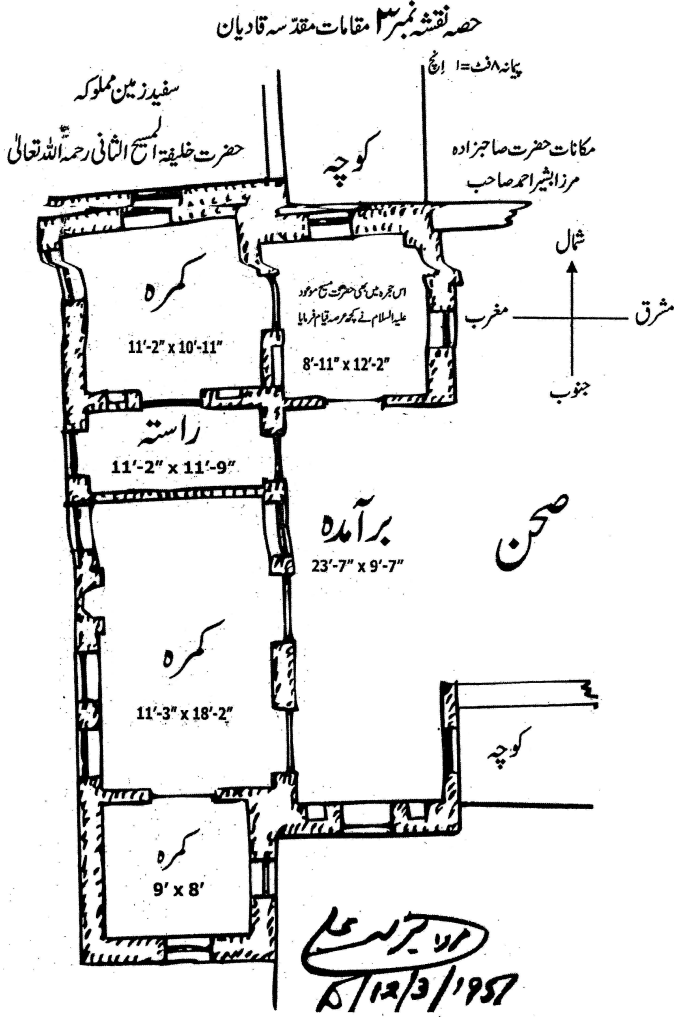 حصہ نقشہ نمبر ۳ مقامات مقدّسہ قادیان
پیمانہ ۸ فٹ = ۱ انچ
سفید زمین مملوکہ
حضرت خلیفۃ المسیح الثانی رحمہ اللہ تعالیٰ
کوچہ
مکانات حضرت صاحبزادہ
مرزا بشیر احمد صاحب
شمال
مغرب
مشرق
جنوب
کمرہ
11'-2" x 10'-11"
اس حجرہ میں بھی حضرت مسیح موعود
علیہ السلام نے کچھ عرصہ قیام فرمایا
8'-11" x 12'-2"
راستہ
11'-2" x 11'-9"
برآمدہ
23'-7" x 9'-7"
صحن
کمرہ
11'-3" x 18'-2"
کوچہ
کمرہ
9' x 8'
12/3/195